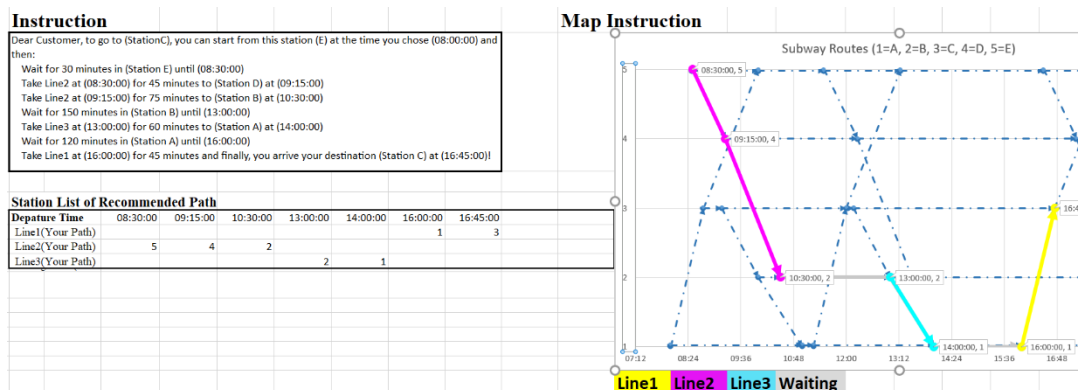 Instruction
Dear Customer, to go to (StationC), you can start from this station (E) at the time you chose (08:00:00) and
then:
Wait for 30 minutes in (Station E) until (08:30:00)
Take Line2 at (08:30:00) for 45 minutes to (Station D) at (09:15:00)
Take Line2 at (09:15:00) for 75 minutes to (Station B) at (10:30:00)
Wait for 150 minutes in (Station B) until (13:00:00)
Take Line3 at (13:00:00) for 60 minutes to (Station A) at (14:00:00)
Wait for 120 minutes in (Station A) until (16:00:00)
Take Line1 at (16:00:00) for 45 minutes and finally, you arrive your destination (Station C) at (16:45:00)!
Station List of Recommended Path
Depature Time 08:30:00 09:15:00 10:30:00 13:00:00 14:00:00 16:00:00 16:45:00
Line1(Your Path) 1 3
Line2(Your Path) 5 4 2
Line3(Your Path) 2 1
Map Instruction
Subway Routes (1=A, 2=B, 3=C, 4=D, 5=E)
5
08:30:00, 5
4
09:15:00, 4
3
16:4
2
10:30:00, 2
13:00:00, 2
1
14:00:00, 1
16:00:00, 1
07:12 08:24 09:36 10:48 12:00 13:12 14:24 15:36 16:48
Line1 Line2 Line3 Waiting